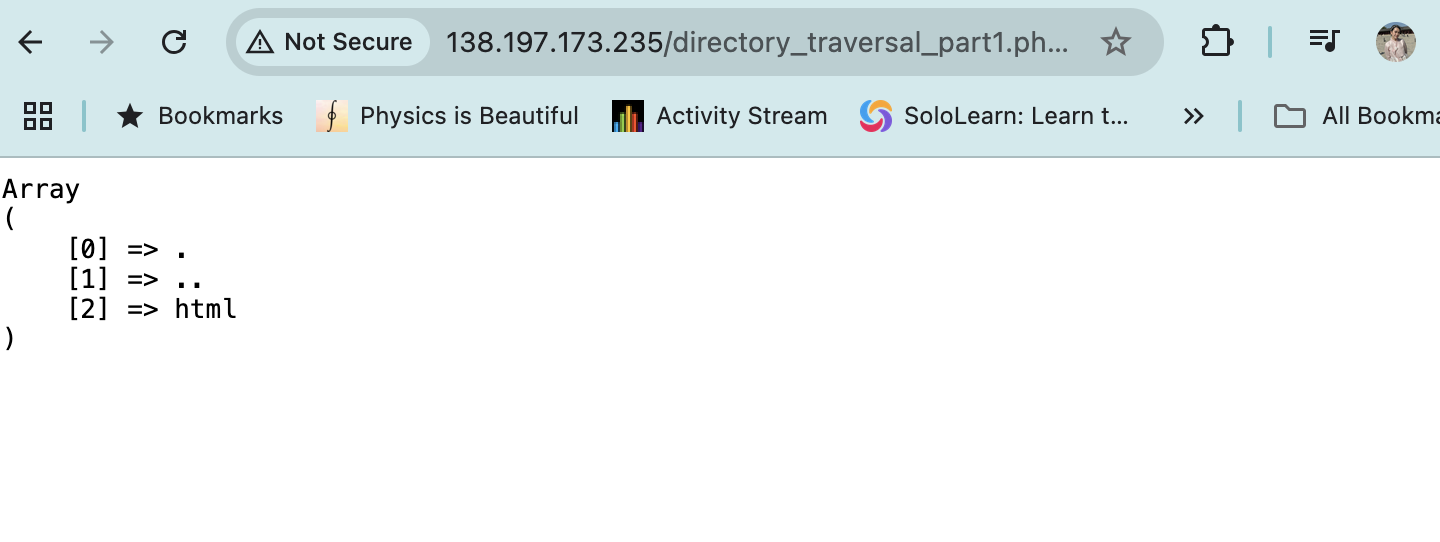 Not Secure 138.197.173.235/directory_traversal_part1.ph...
Bookmarks Physics is Beautiful Activity Stream SoloLearn: Learn t... All Bookma
Array
(
    [0] => .
    [1] => ..
    [2] => html
)